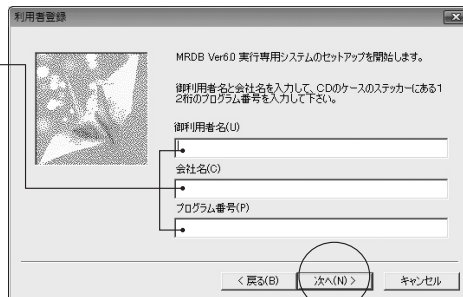 利用者登録
MRDB Ver6.0 実行専用システムのセットアップを開始します。
御利用者名と会社名を入力して、CDのケースのステッカーにある1
2桁のプログラム番号を入力して下さい。
御利用者名(U)
会社名(C)
プログラム番号(P)
< 戻る(B)
次へ(N) >
キャンセル